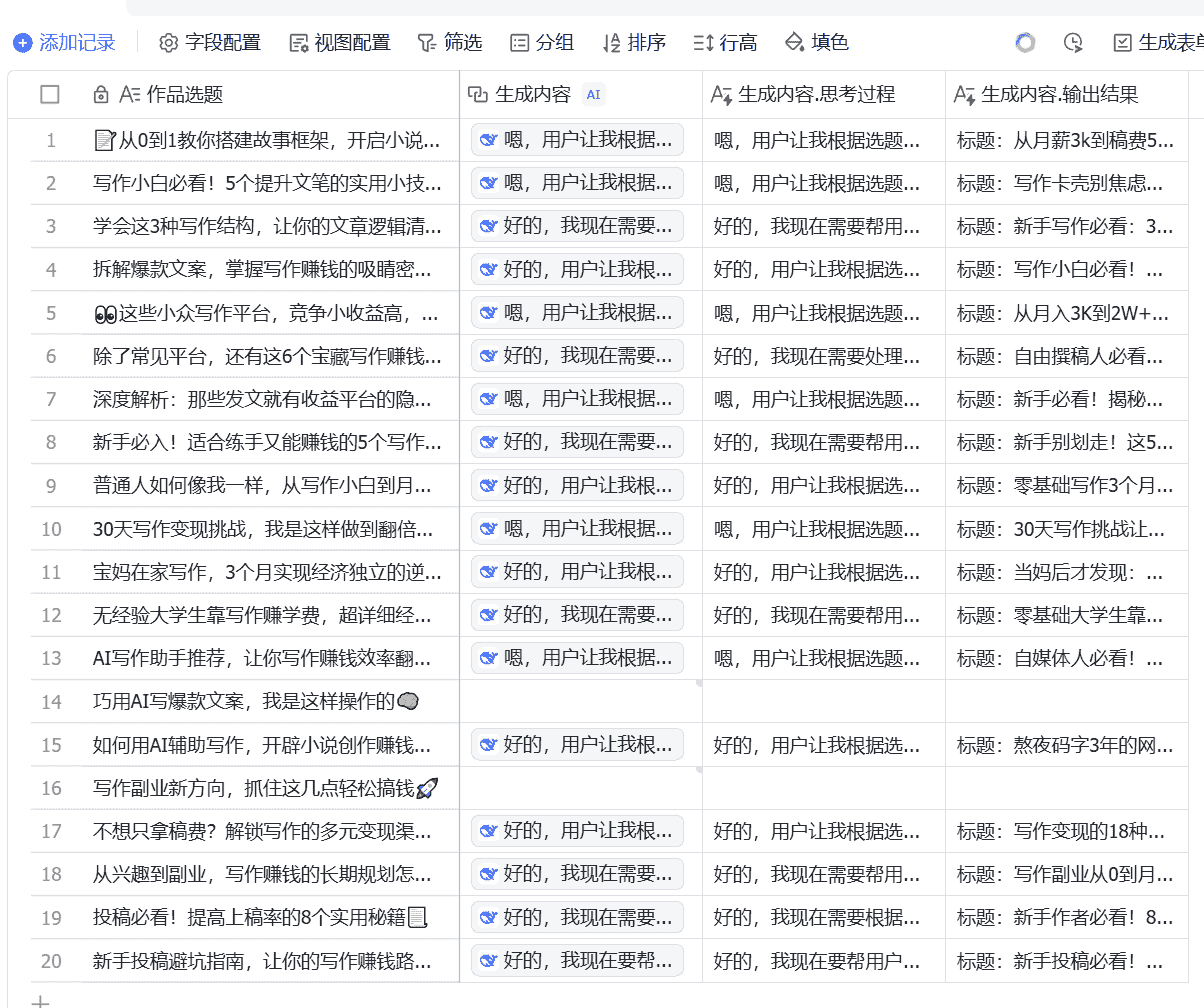 添加记录 字段配置 视图配置 筛选 分组 排序 行高 填色 生成表单
作品选题 生成内容 AI 生成内容.思考过程 生成内容.输出结果
1 📝从0到1教你搭建故事框架，开启小说... 嗯，用户让我根据... 嗯，用户让我根据选题... 标题：从月薪3k到稿费5...
2 写作小白必看！5个提升文笔的实用小技... 嗯，用户让我根据... 嗯，用户让我根据选题... 标题：写作卡壳别焦虑...
3 学会这3种写作结构，让你的文章逻辑清... 好的，我现在需要... 好的，我现在需要帮用... 标题：新手写作必看：3...
4 拆解爆款文案，掌握写作赚钱的吸睛密... 好的，用户让我根... 好的，用户让我根据选... 标题：写作小白必看！...
5 👀这些小众写作平台，竞争小收益高，... 嗯，用户让我根据... 嗯，用户让我根据选题... 标题：从月入3K到2W+...
6 除了常见平台，还有这6个宝藏写作赚钱... 好的，我现在需要... 好的，我现在需要处理... 标题：自由撰稿人必看...
7 深度解析：那些发文就有收益平台的隐... 嗯，用户让我根据... 嗯，用户让我根据选题... 标题：新手必看！揭秘...
8 新手必入！适合练手又能赚钱的5个写作... 好的，我现在需要... 好的，我现在需要帮用... 标题：新手别划走！这5...
9 普通人如何像我一样，从写作小白到月... 好的，用户让我根... 好的，用户让我根据选... 标题：零基础写作3个月...
10 30天写作变现挑战，我是这样做到翻倍... 嗯，用户让我根据... 嗯，用户让我根据选题... 标题：30天写作挑战让...
11 宝妈在家写作，3个月实现经济独立的逆... 好的，用户让我根... 好的，用户让我根据选... 标题：当妈后才发现：...
12 无经验大学生靠写作赚学费，超详细经... 好的，我现在需要... 好的，我现在需要帮用... 标题：零基础大学生靠...
13 AI写作助手推荐，让你写作赚钱效率翻... 嗯，用户让我根据... 嗯，用户让我根据选题... 标题：自媒体人必看！...
14 巧用AI写爆款文案，我是这样操作的🧠
15 如何用AI辅助写作，开辟小说创作赚钱... 好的，用户让我根... 好的，用户让我根据选... 标题：熬夜码字3年的网...
16 写作副业新方向，抓住这几点轻松搞钱🚀
17 不想只拿稿费？解锁写作的多元变现渠... 好的，用户让我根... 好的，用户让我根据选... 标题：写作变现的18种...
18 从兴趣到副业，写作赚钱的长期规划怎... 好的，我现在需要... 好的，我现在需要帮用... 标题：写作副业从0到月...
19 投稿必看！提高上稿率的8个实用秘籍📃 好的，我现在需要... 好的，我现在需要根据... 标题：新手作者必看！8...
20 新手投稿避坑指南，让你的写作赚钱路... 好的，我现在要帮... 好的，我现在要帮用户... 标题：新手投稿必看！...